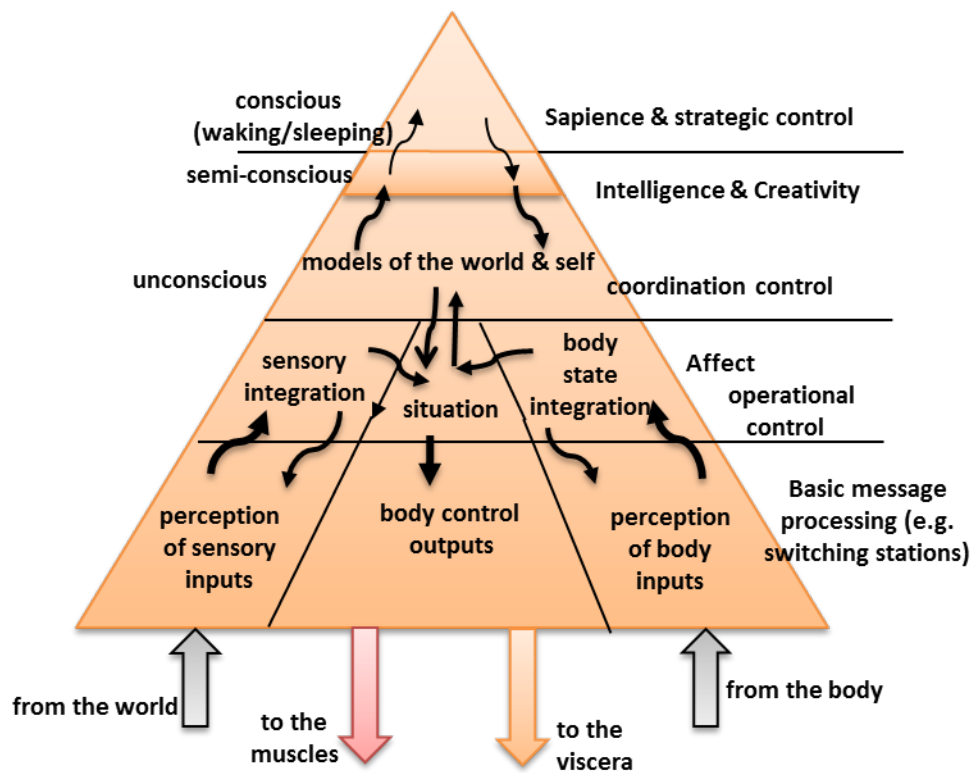 conscious
(waking/sleeping)
Sapience & strategic control
semi-conscious
Intelligence & Creativity
models of the world & self
unconscious
coordination control
sensory
integration
situation
body
state
integration
Affect
operational
control
perception
of sensory
inputs
body control
outputs
perception
of body
inputs
Basic message
processing (e.g.
switching stations)
from the world
to the
muscles
to the
viscera
from the body